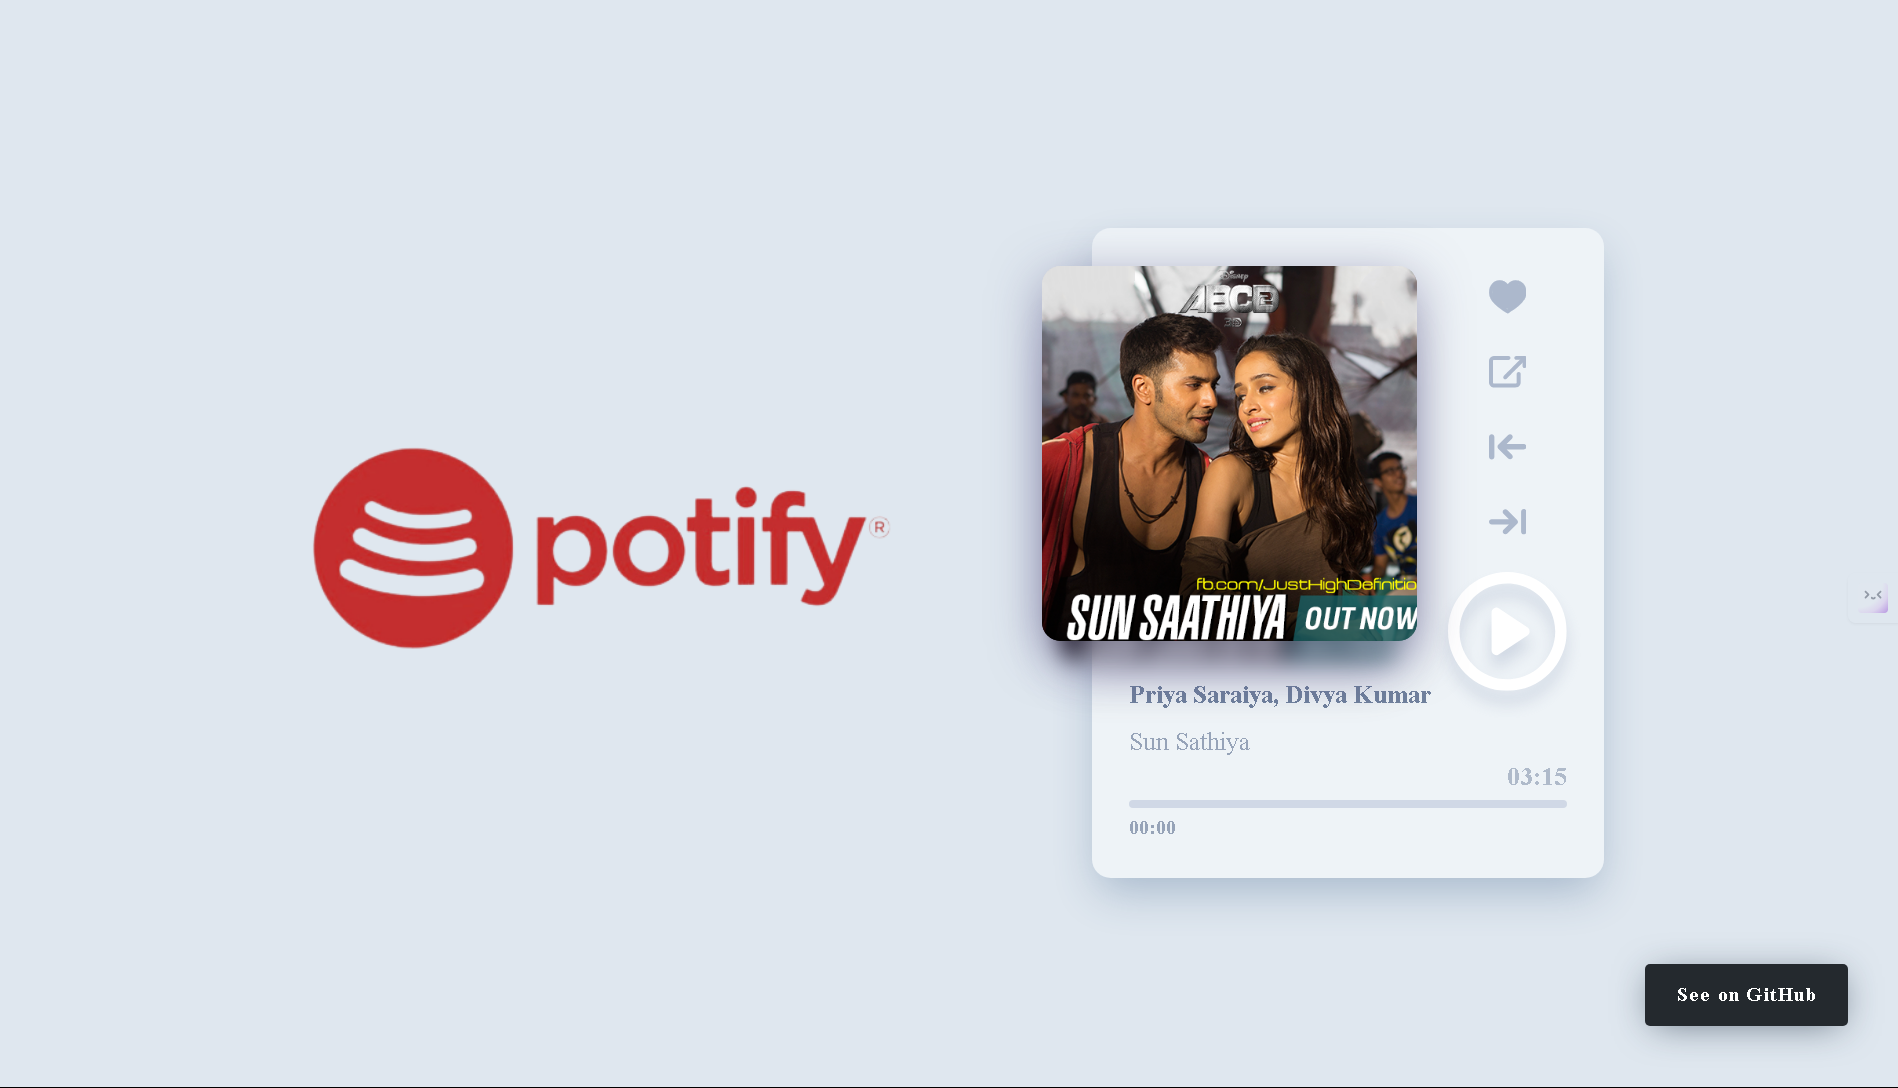 potify®
Disney
ABCD 2
3D
fb.com/JustHighDefinitio
SUN SAATHIYA OUT NOW
Priya Saraiya, Divya Kumar
Sun Sathiya
03:15
00:00
See on GitHub